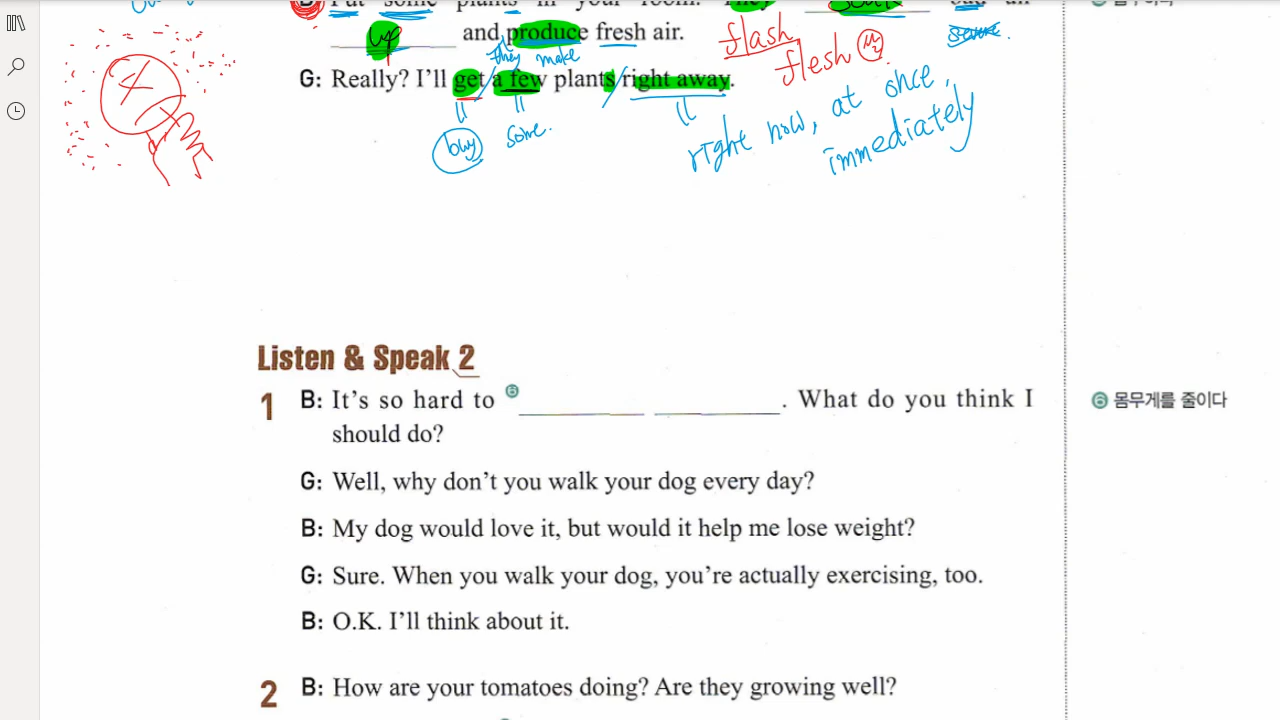 up and produce fresh air.
they make
flash
flesh
G: Really? I'll get a few plants right away.
buy
some.
right now, at once,
immediately
Listen & Speak 2
1 B: It's so hard to ⑥ ________ ________. What do you think I
⑥ 몸무게를 줄이다
should do?
G: Well, why don't you walk your dog every day?
B: My dog would love it, but would it help me lose weight?
G: Sure. When you walk your dog, you're actually exercising, too.
B: O.K. I'll think about it.
2 B: How are your tomatoes doing? Are they growing well?